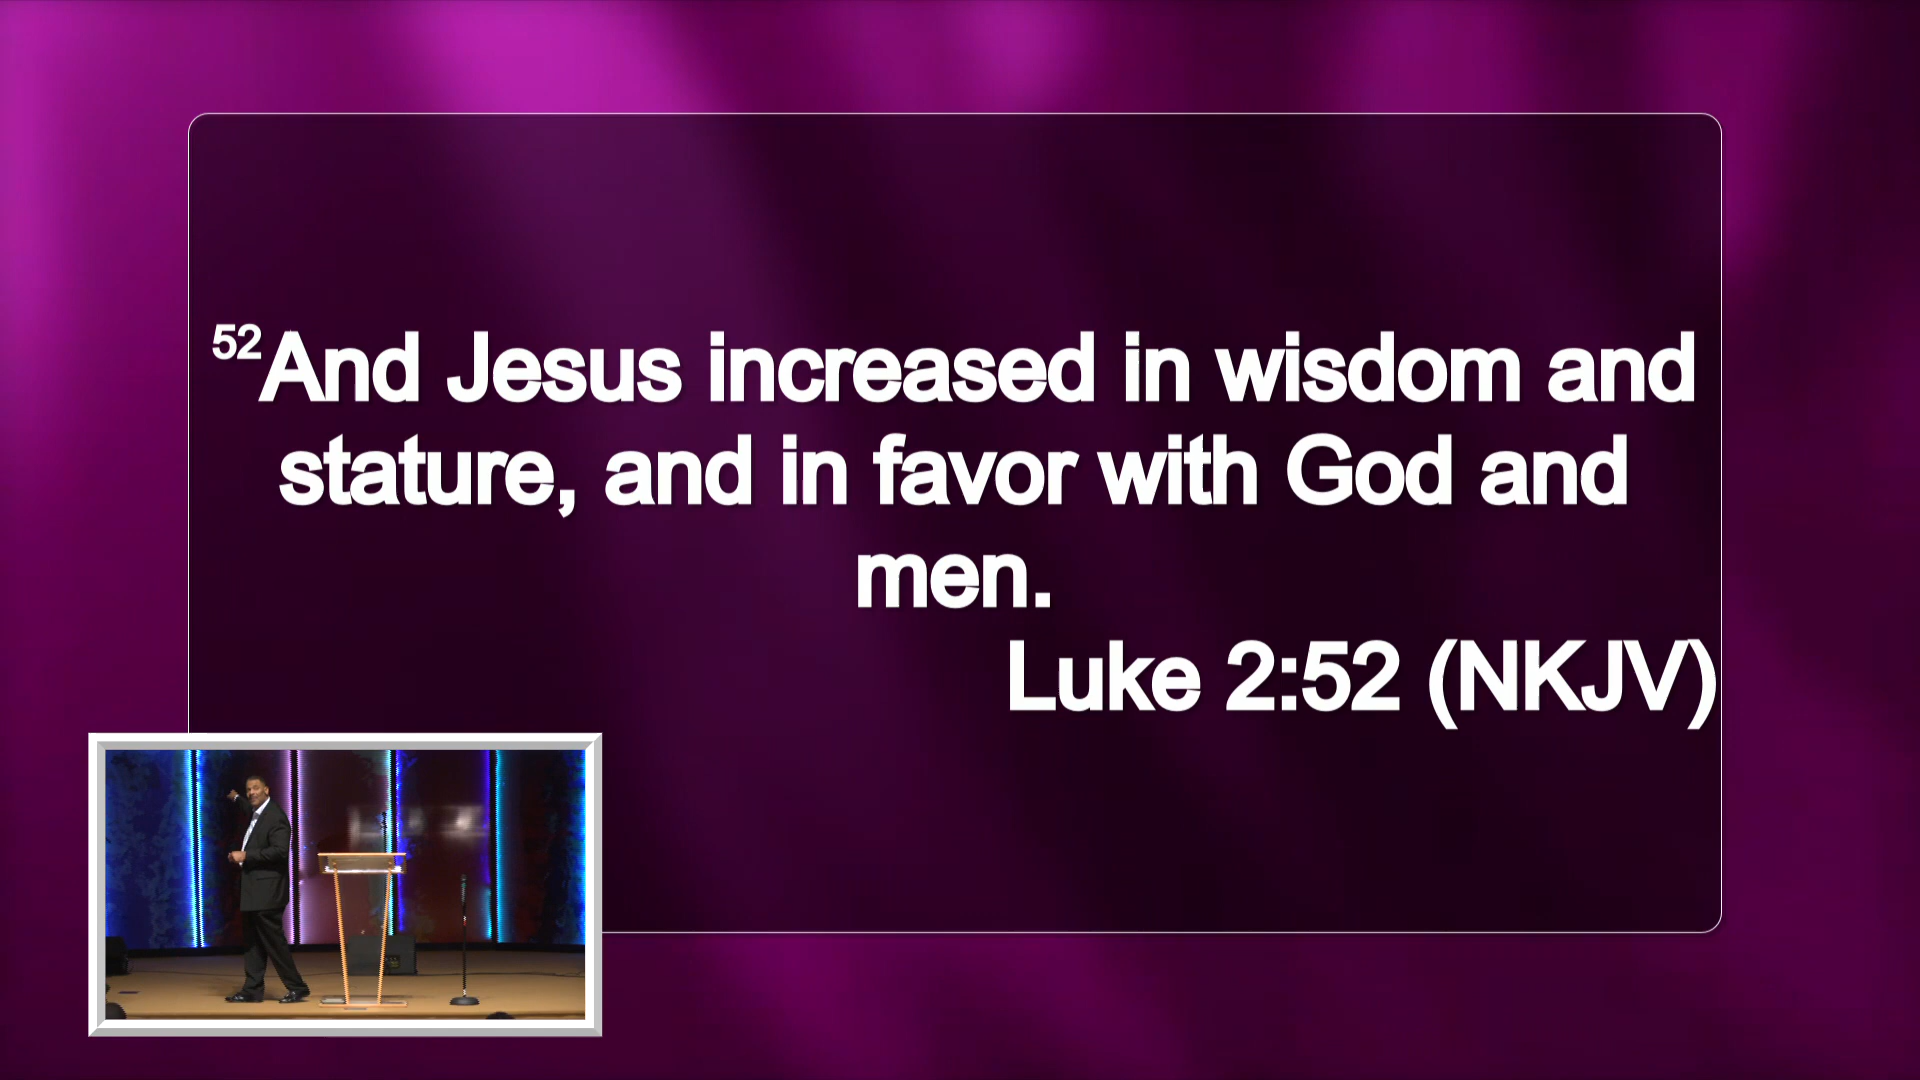 52And Jesus increased in wisdom and
stature, and in favor with God and
men.
Luke 2:52 (NKJV)